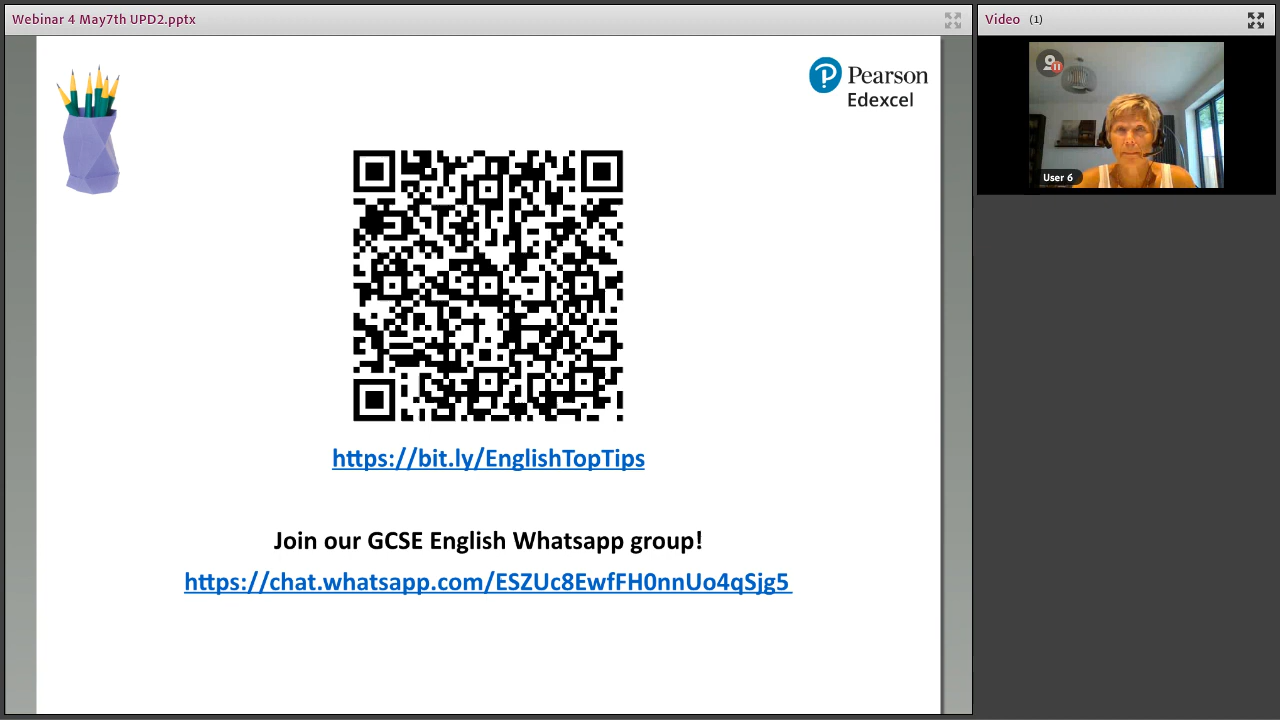 Webinar 4 May7th UPD2.pptx
Video (1)
Pearson
Edexcel
User 6
https://bit.ly/EnglishTopTips
Join our GCSE English Whatsapp group!
https://chat.whatsapp.com/ESZUc8EwfFH0nnUo4qSjg5